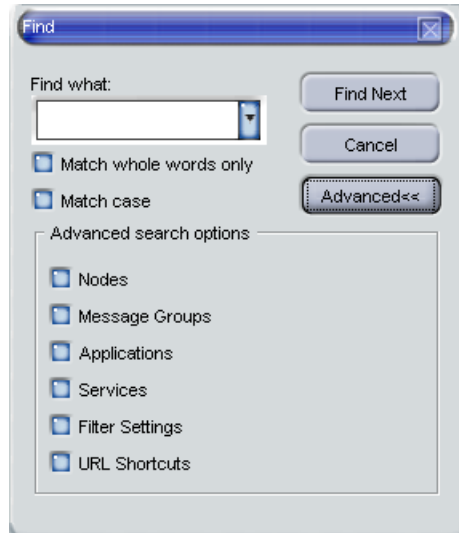 Find
Find what:
Find Next
Cancel
Match whole words only
Match case
Advanced<<
Advanced search options
Nodes
Message Groups
Applications
Services
Filter Settings
URL Shortcuts